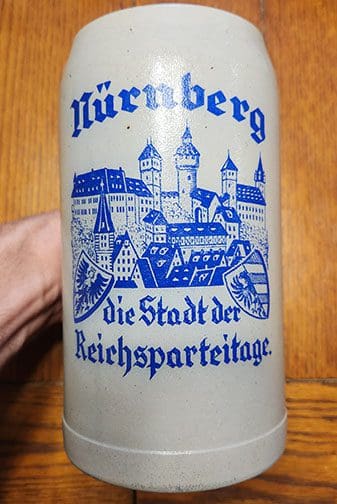 Nürnberg
die Stadt der
Reichsparteitage.